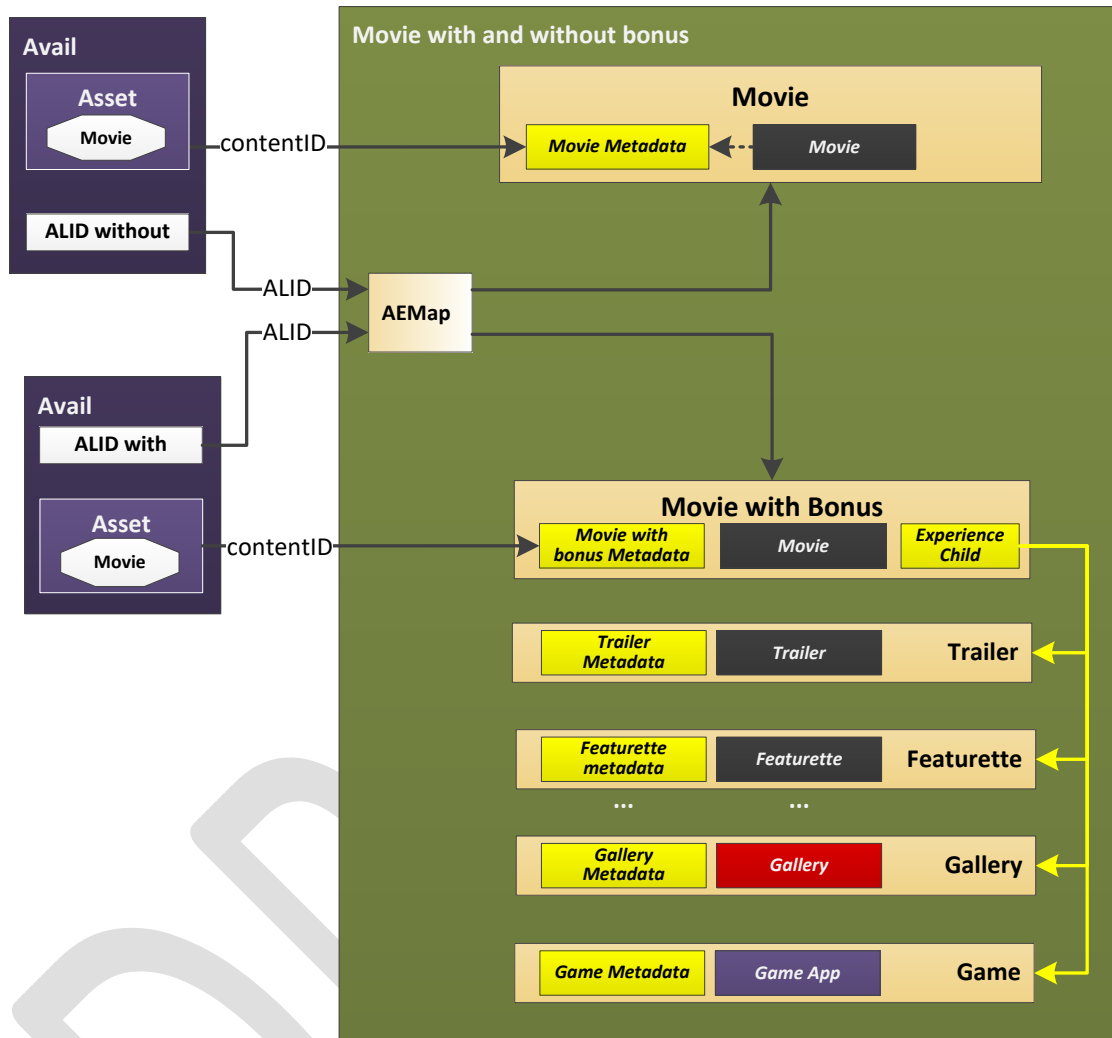 Avail
Asset
Movie
ALID without
contentID
ALID
ALID
Avail
ALID with
Asset
Movie
contentID
Movie with and without bonus
Movie
Movie Metadata
Movie
AEMap
Movie with Bonus
Movie with
bonus Metadata
Movie
Experience
Child
Trailer
Metadata
Trailer
Trailer
Featurette
metadata
Featurette
Featurette
...
...
Gallery
Metadata
Gallery
Gallery
Game Metadata
Game App
Game